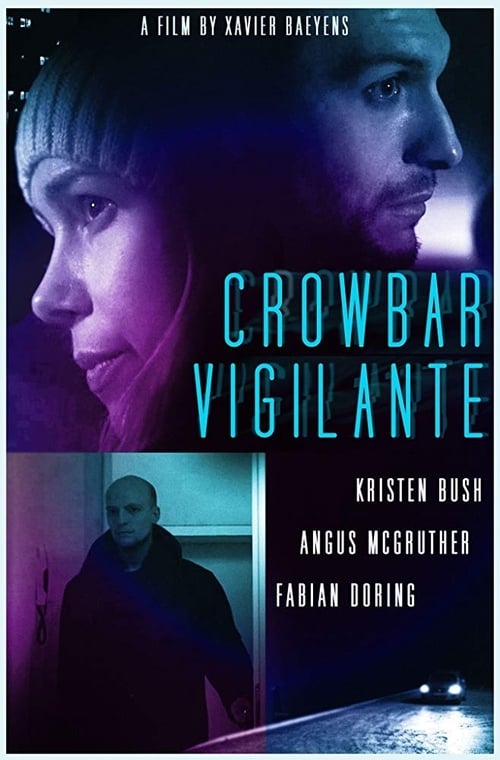 A FILM BY XAVIER BAEYENS
CROWBAR
VIGILANTE
KRISTEN BUSH
ANGUS MCGRUTHER
FABIAN DORING